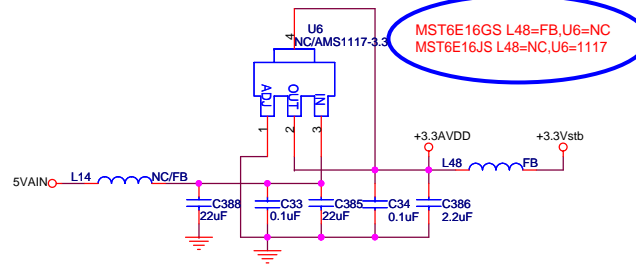 U6
NC/AMS1117-3.3
MST6E16GS L48=FB,U6=NC
MST6E16JS L48=NC,U6=1117
4
ADJ
OUT
IN
1
2
3
+3.3AVDD
+3.3Vstb
5VAIN
L14
NC/FB
L48
FB
C388
22uF
C33
0.1uF
C385
22uF
C34
0.1uF
C386
2.2uF